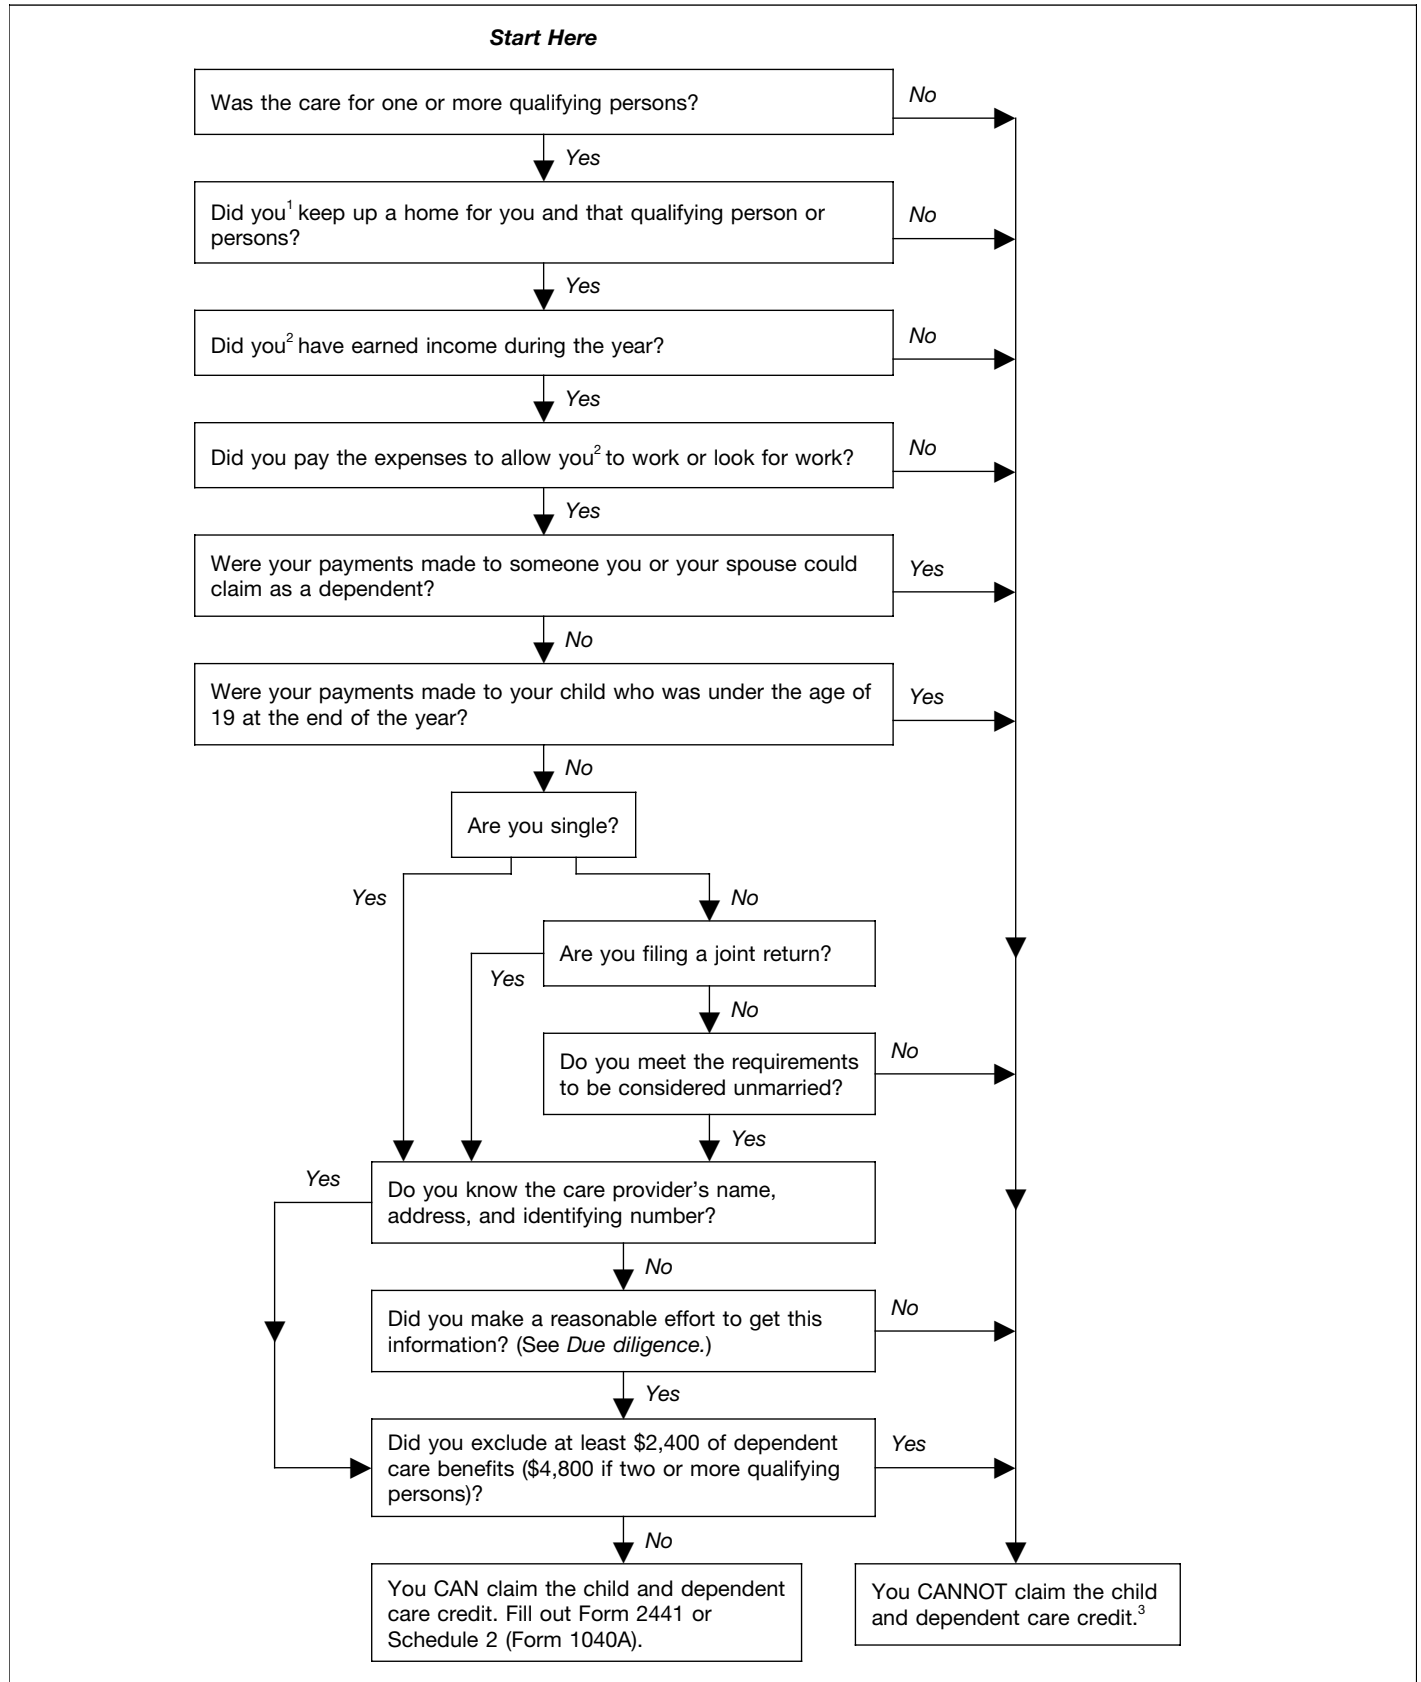 Start Here
Was the care for one or more qualifying persons?
No
Yes
Did you¹ keep up a home for you and that qualifying person or
persons?
No
Yes
Did you² have earned income during the year?
No
Yes
Did you pay the expenses to allow you² to work or look for work?
No
Yes
Were your payments made to someone you or your spouse could
claim as a dependent?
Yes
No
Were your payments made to your child who was under the age of
19 at the end of the year?
Yes
No
Are you single?
Yes
No
Are you filing a joint return?
Yes
No
Do you meet the requirements
to be considered unmarried?
No
Yes
Yes
Do you know the care provider's name,
address, and identifying number?
No
Did you make a reasonable effort to get this
information? (See Due diligence.)
No
Yes
Did you exclude at least $2,400 of dependent
care benefits ($4,800 if two or more qualifying
persons)?
Yes
No
You CAN claim the child and dependent
care credit. Fill out Form 2441 or
Schedule 2 (Form 1040A).
You CANNOT claim the child
and dependent care credit.³